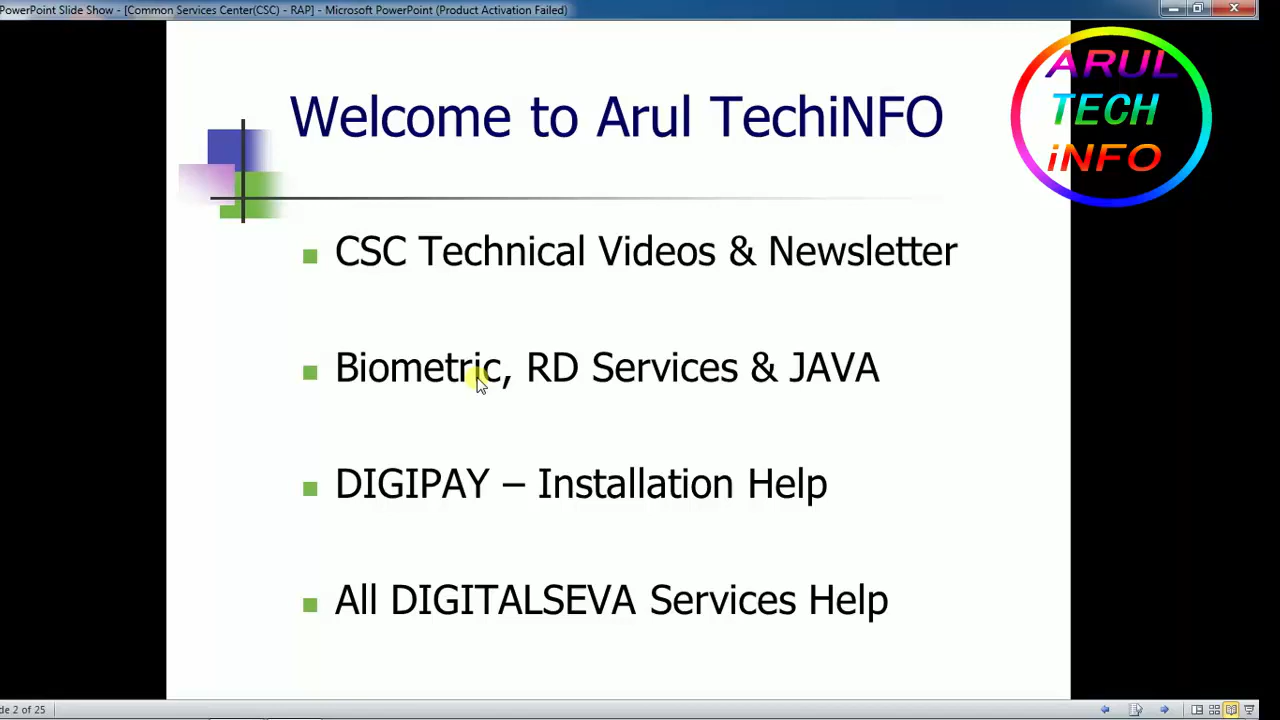 PowerPoint Slide Show - [Common Services Center(CSC) - RAP] - Microsoft PowerPoint (Product Activation Failed)
ARUL
TECH
iNFO
Welcome to Arul TechiNFO
CSC Technical Videos & Newsletter
Biometric, RD Services & JAVA
DIGIPAY – Installation Help
All DIGITALSEVA Services Help
de 2 of 25